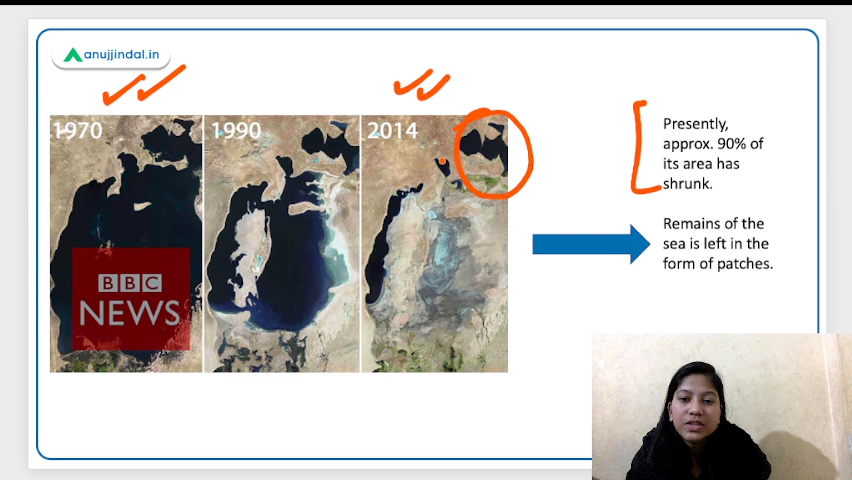 anujjindal.in
1970
1990
2014
BBC
NEWS
Presently,
approx. 90% of
its area has
shrunk.
Remains of the
sea is left in the
form of patches.